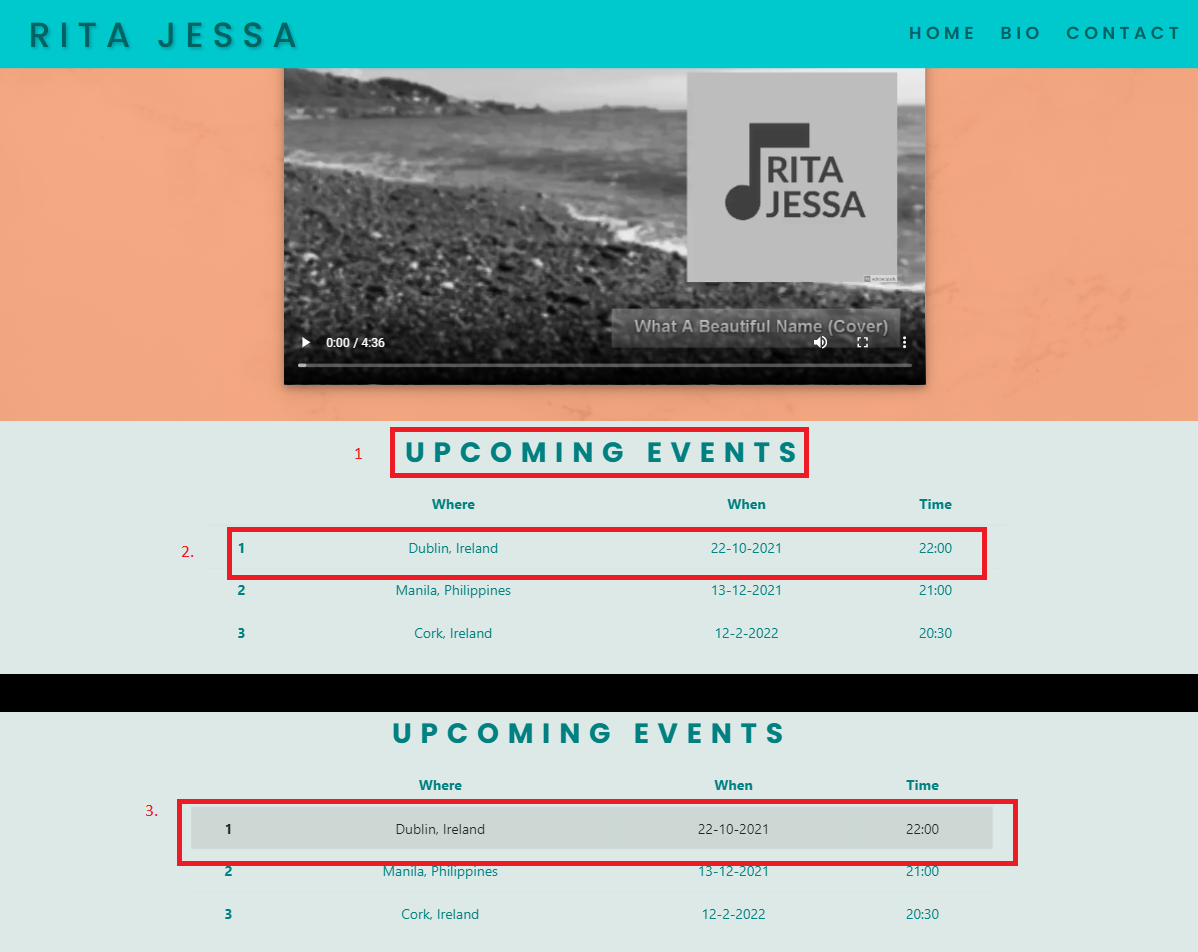 RITA JESSA
HOME BIO CONTACT
RITA
JESSA
What A Beautiful Name (Cover)
0:00 / 4:36
1
UPCOMING EVENTS
Where When Time
2.
1 Dublin, Ireland 22-10-2021 22:00
2 Manila, Philippines 13-12-2021 21:00
3 Cork, Ireland 12-2-2022 20:30
UPCOMING EVENTS
Where When Time
3.
1 Dublin, Ireland 22-10-2021 22:00
2 Manila, Philippines 13-12-2021 21:00
3 Cork, Ireland 12-2-2022 20:30